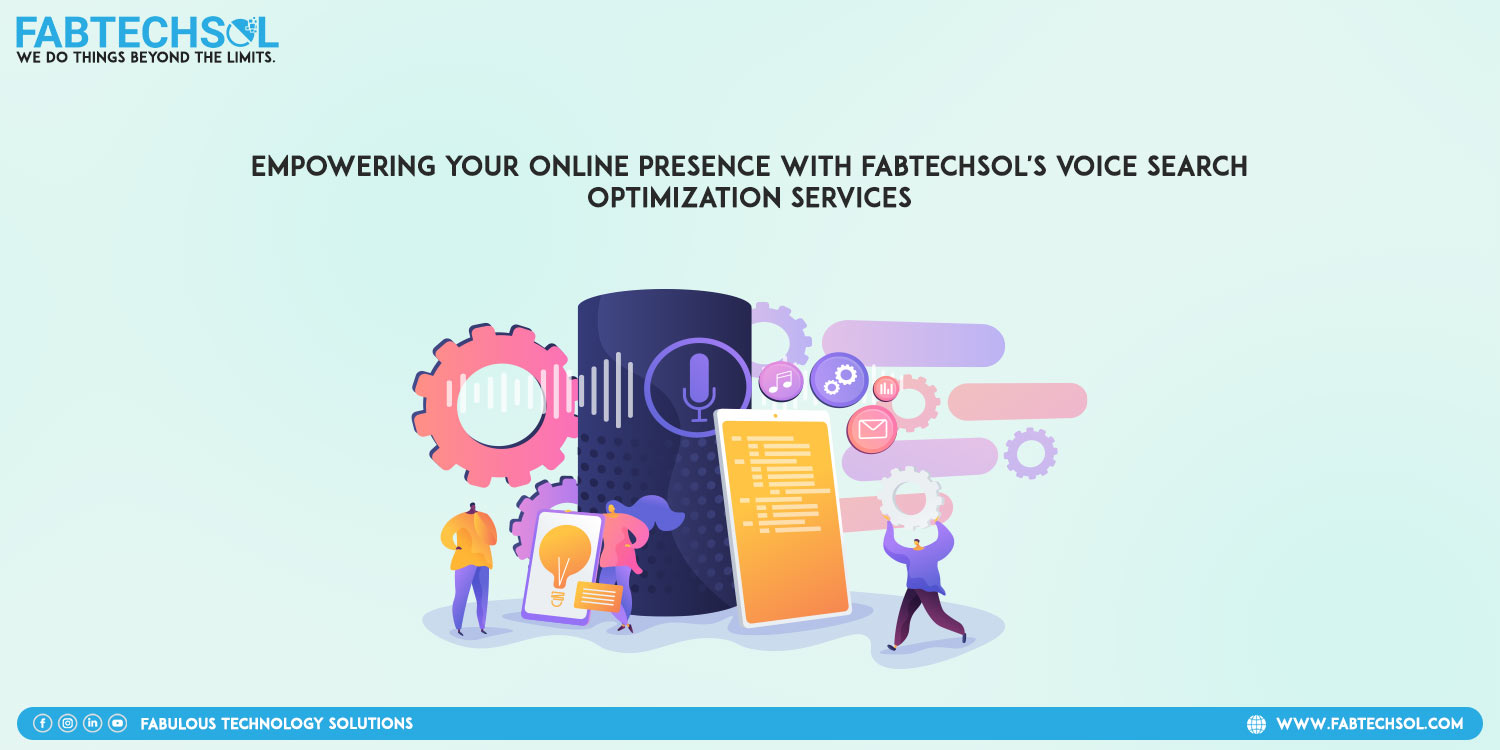 FABTECHSOL
WE DO THINGS BEYOND THE LIMITS.
EMPOWERING YOUR ONLINE PRESENCE WITH FABTECHSOL'S VOICE SEARCH
OPTIMIZATION SERVICES
FABULOUS TECHNOLOGY SOLUTIONS
WWW.FABTECHSOL.COM